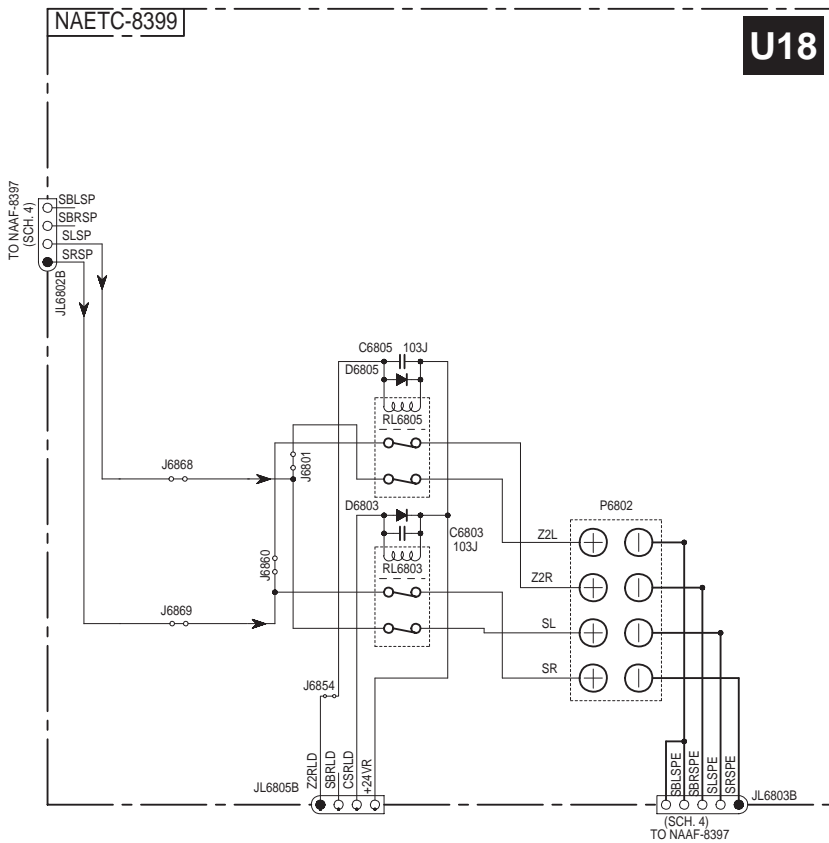 NAETC-8399
U18
TO NAAF-8397
(SCH. 4)
SBLSP
SBRSP
SLSP
SRSP
JL6802B
C6805 103J
D6805
RL6805
J6868
J6801
D6803
C6803
103J
P6802
Z2L
J6860
RL6803
Z2R
J6869
SL
SR
J6854
Z2RLD
SBRLD
CSRLD
+24VR
JL6805B
SBLSPE
SBRSPE
SLSPE
SRSPE
JL6803B
(SCH. 4)
TO NAAF-8397